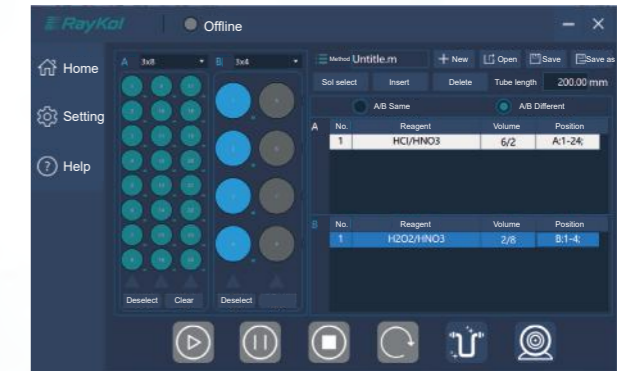 RayKol Offline
Home
Setting
Help
A 3x8 B 3x4
Deselect Clear Deselect
Method Untitle.m New Open Save Save as
Sol select Insert Delete Tube length 200.00 mm
A/B Same A/B Different
A No. Reagent Volume Position
1 HCl/HNO3 6/2 A:1-24;
B No. Reagent Volume Position
1 H2O2/HNO3 2/8 B:1-4;